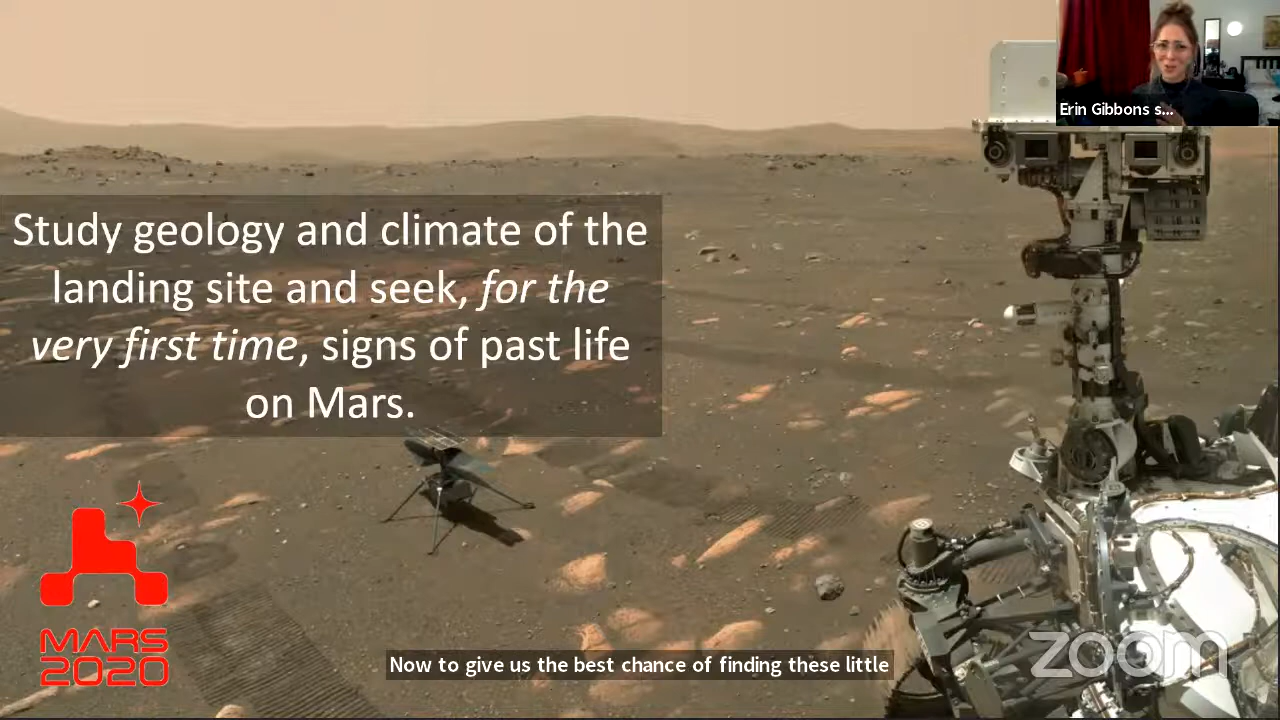 Erin Gibbons s...
Study geology and climate of the
landing site and seek, for the
very first time, signs of past life
on Mars.
MARS
2020
Now to give us the best chance of finding these little
zoom